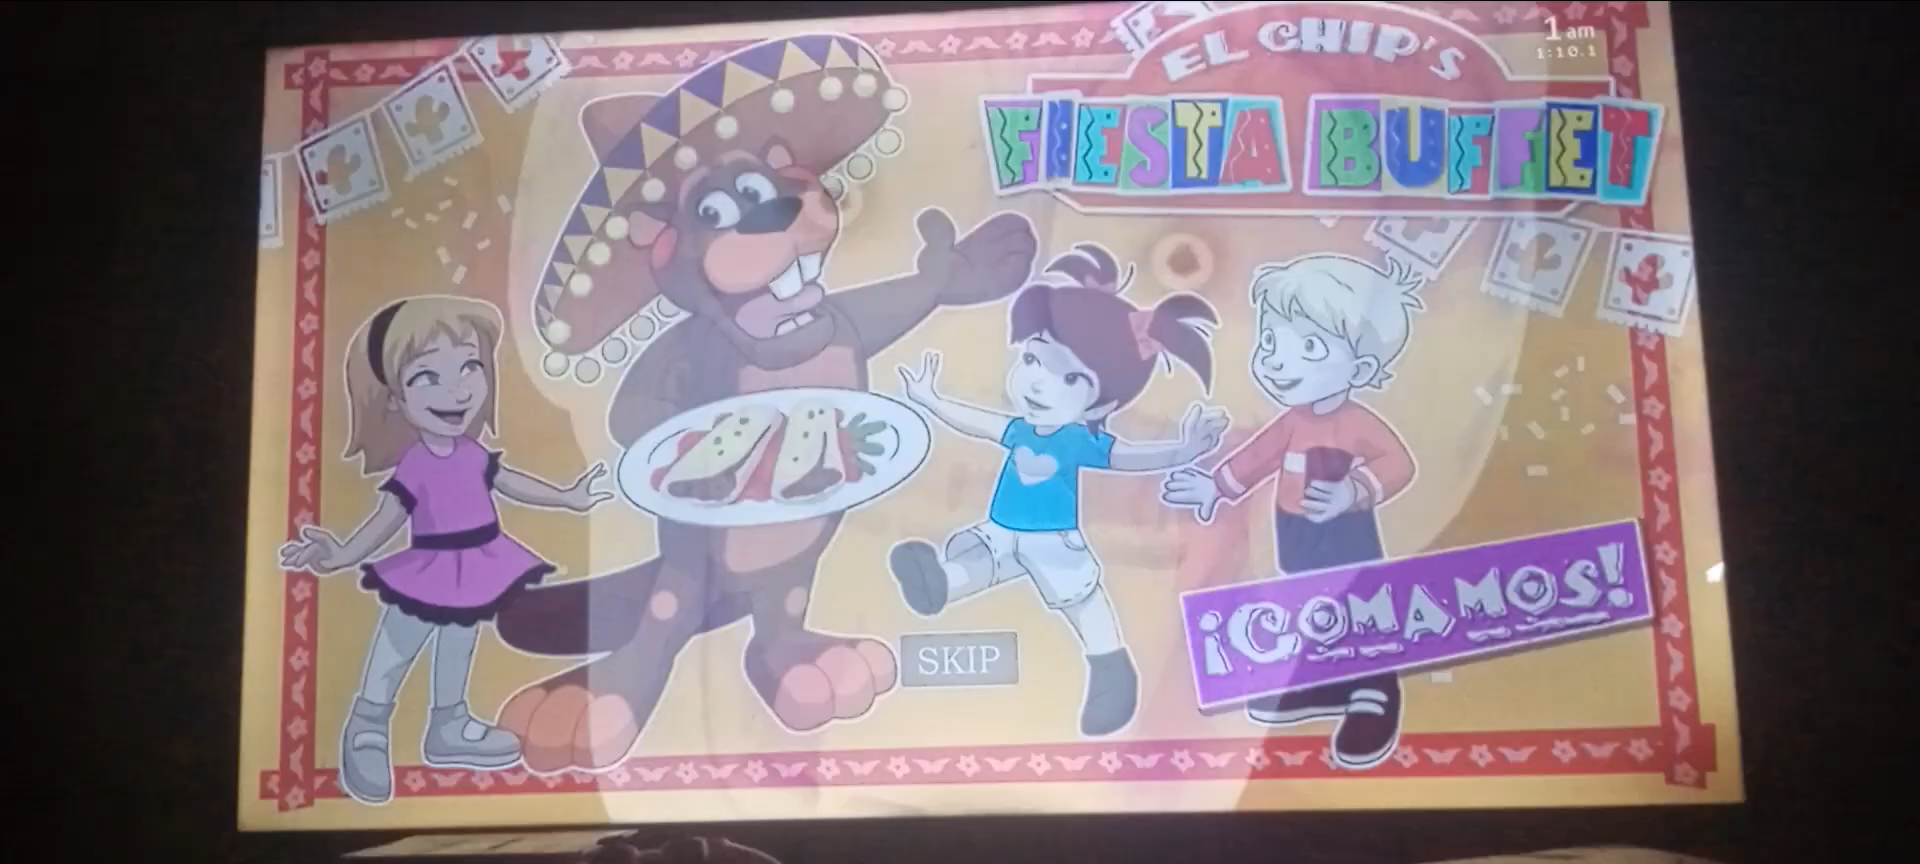 EL CHIP'S
1 am
1:10.1
FIESTA BUFFET
SKIP
¡COMAMOS!